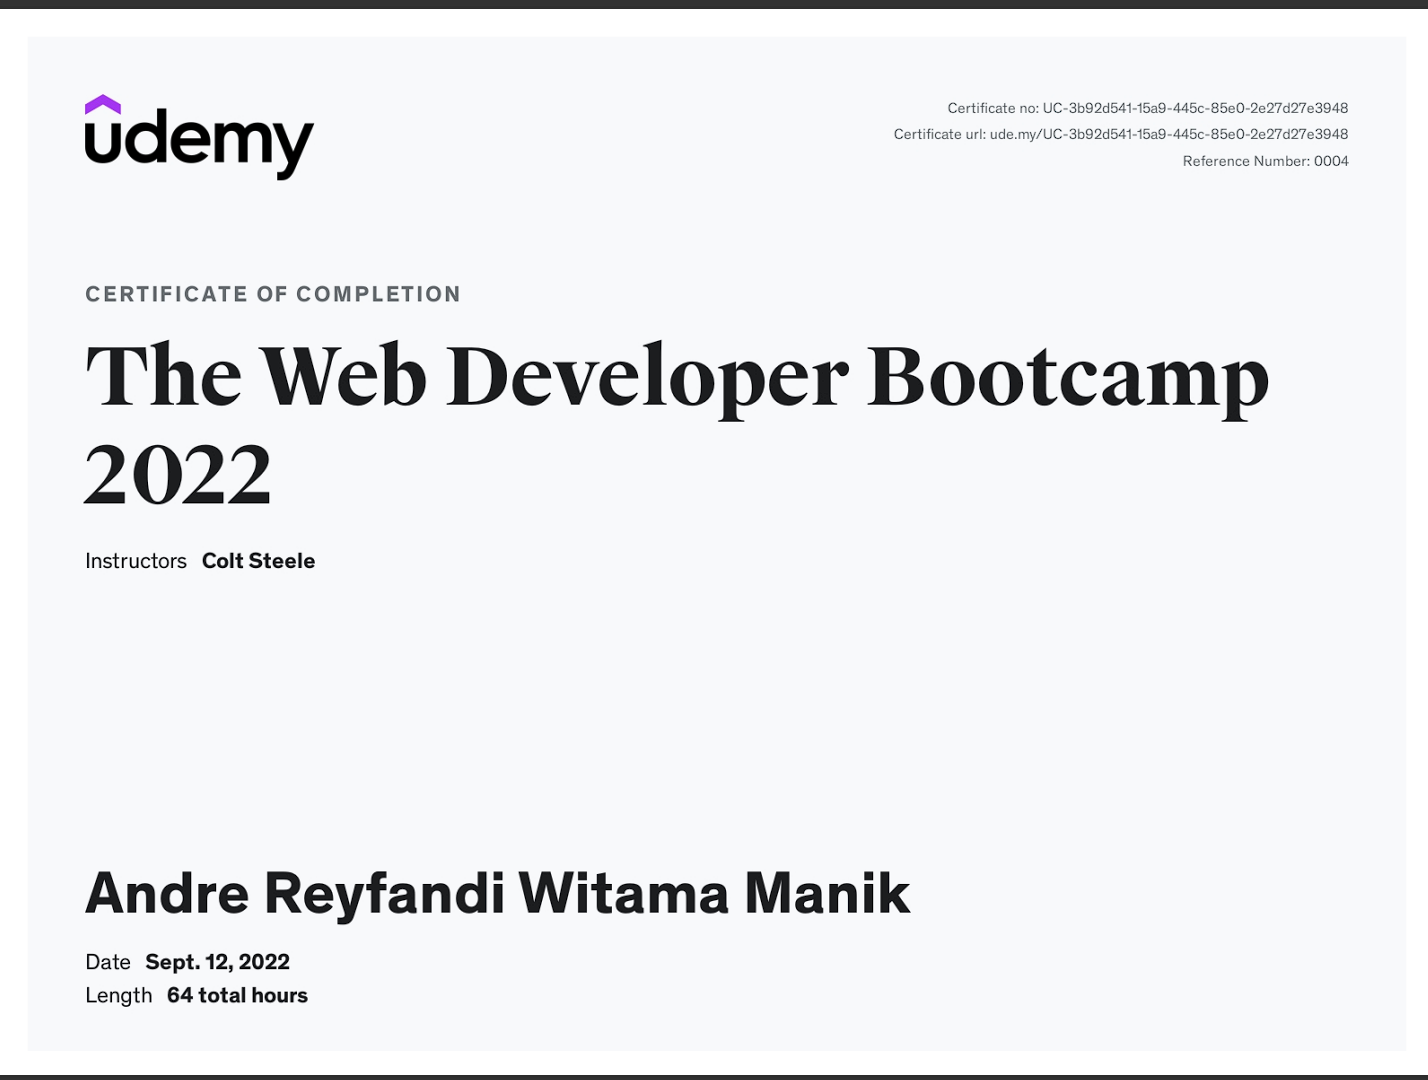 udemy
Certificate no: UC-3b92d541-15a9-445c-85e0-2e27d27e3948
Certificate url: ude.my/UC-3b92d541-15a9-445c-85e0-2e27d27e3948
Reference Number: 0004
CERTIFICATE OF COMPLETION
The Web Developer Bootcamp
2022
Instructors Colt Steele
Andre Reyfandi Witama Manik
Date Sept. 12, 2022
Length 64 total hours